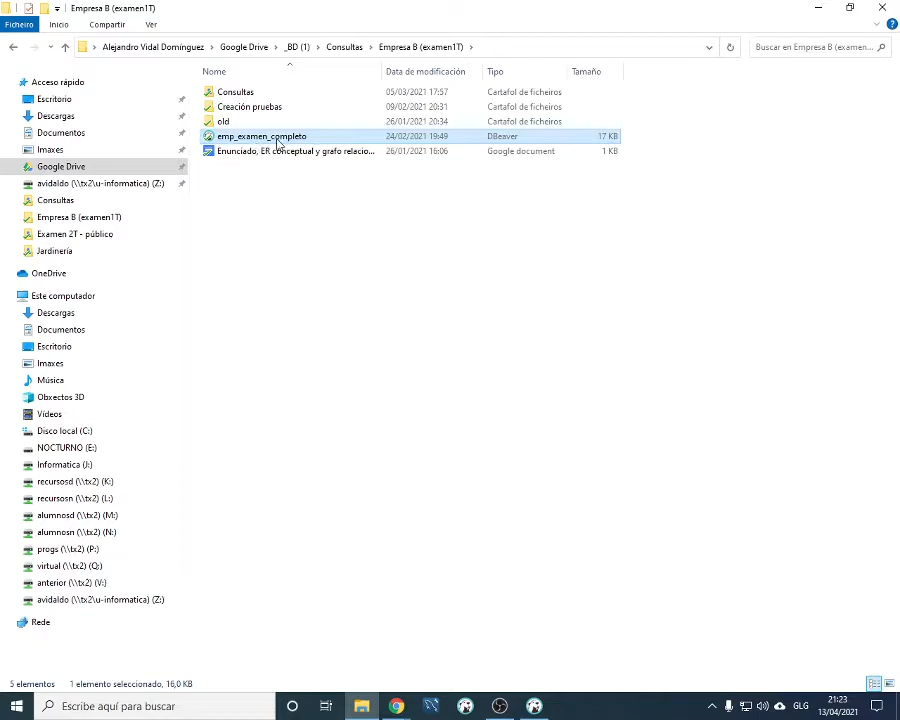 Empresa B (examen1T)
Ficheiro Inicio Compartir Ver
Alejandro Vidal Domínguez > Google Drive > _BD (1) > Consultas > Empresa B (examen1T) >
Buscar en Empresa B (examen...
Nome Data de modificación Tipo Tamaño
Consultas 05/03/2021 17:57 Cartafol de ficheiros
Creación pruebas 09/02/2021 20:31 Cartafol de ficheiros
old 26/01/2021 20:34 Cartafol de ficheiros
emp_examen_completo 24/02/2021 19:49 DBeaver 17 KB
Enunciado, ER conceptual y grafo relacio... 26/01/2021 16:06 Google document 1 KB
Acceso rápido
Escritorio
Descargas
Documentos
Imaxes
Google Drive
avidaldo (\\tx2\u-informatica) (Z:)
Consultas
Empresa B (examen1T)
Examen 2T - público
Jardinería
OneDrive
Este computador
Descargas
Documentos
Escritorio
Imaxes
Música
Obxectos 3D
Vídeos
Disco local (C:)
NOCTURNO (E:)
Informatica (J:)
recursosd (\\tx2) (K:)
recursosn (\\tx2) (L:)
alumnosd (\\tx2) (M:)
alumnosn (\\tx2) (N:)
progs (\\tx2) (P:)
virtual (\\tx2) (Q:)
anterior (\\tx2) (V:)
avidaldo (\\tx2\u-informatica) (Z:)
Rede
5 elementos 1 elemento seleccionado, 16,0 KB
Escribe aquí para buscar
GLG
21:23
13/04/2021